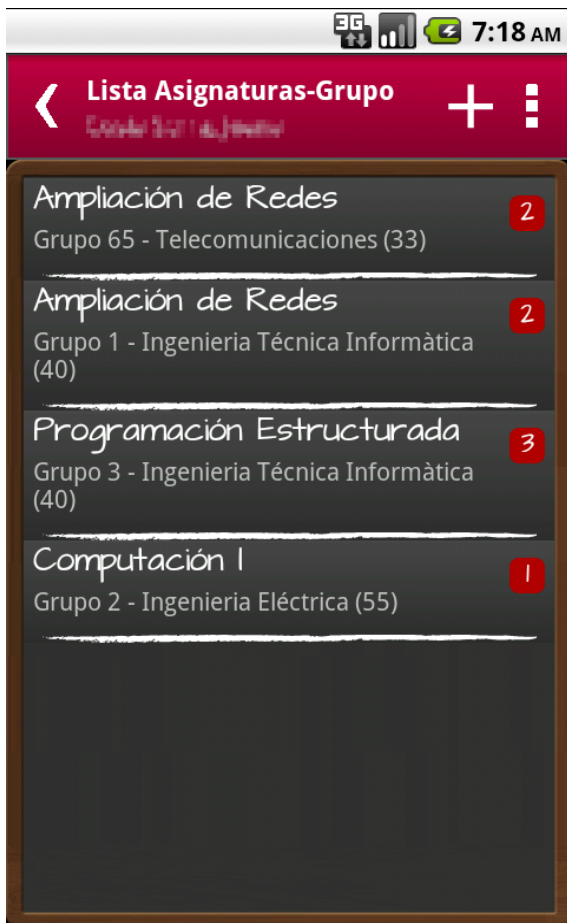 3G 7:18 AM
Lista Asignaturas-Grupo
Ampliación de Redes
2
Grupo 65 - Telecomunicaciones (33)
Ampliación de Redes
2
Grupo 1 - Ingenieria Técnica Informàtica
(40)
Programación Estructurada
3
Grupo 3 - Ingenieria Técnica Informàtica
(40)
Computación I
1
Grupo 2 - Ingenieria Eléctrica (55)